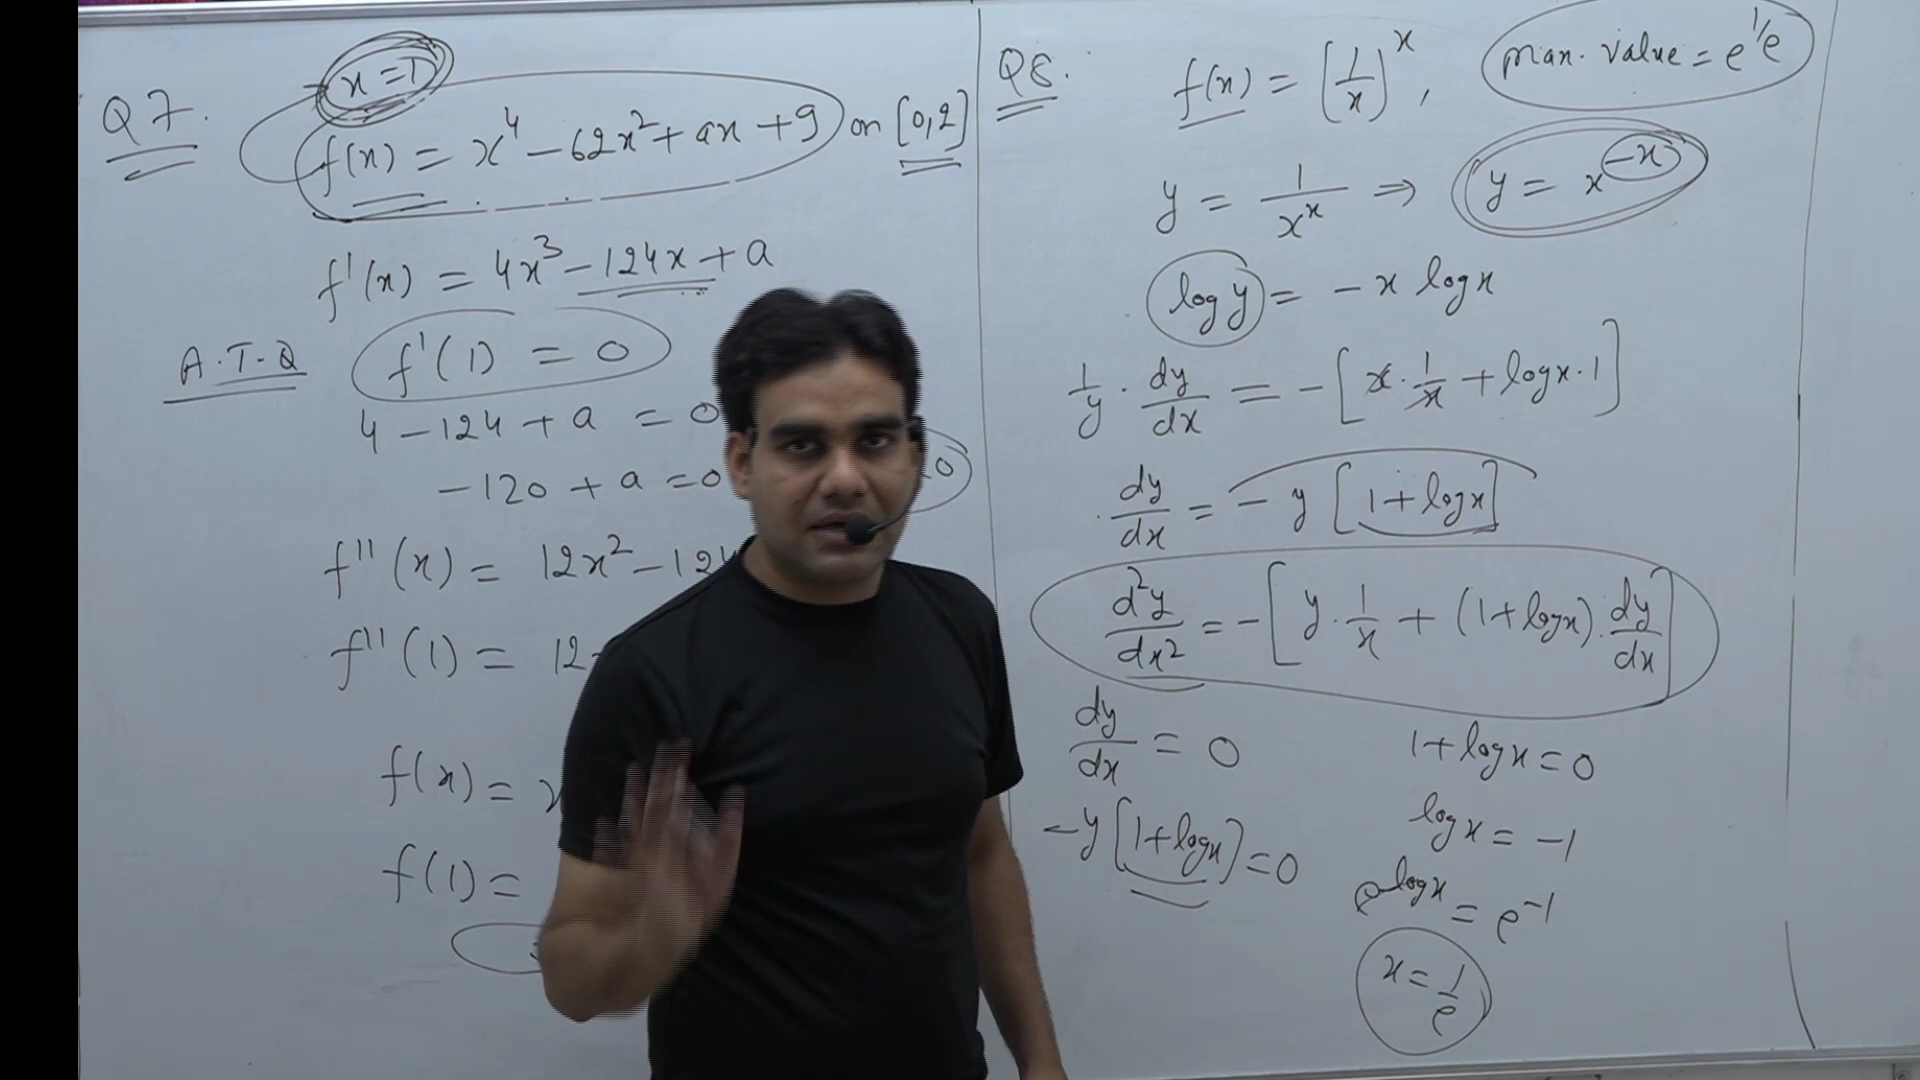 Q7.
x = 1
f(x) = x⁴ - 62x² + ax + 9 on [0,2]
f'(x) = 4x³ - 124x + a
A.T.Q f'(1) = 0
4 - 124 + a = 0
-120 + a = 0
f''(x) = 12x² - 124
f''(1) = 12 -
f(x) =
f(1) =
Q8.
f(x) = (1/x)^x , Max. value = e^1/e
y = 1/x^x ⇒ y = x^-x
log y = - x log x
1/y · dy/dx = - [x · 1/x + log x · 1]
dy/dx = - y [1 + log x]
d²y/dx² = - [y · 1/x + (1 + log x) · dy/dx]
dy/dx = 0
-y [1 + log x] = 0
1 + log x = 0
log x = -1
e^log x = e^-1
x = 1/e